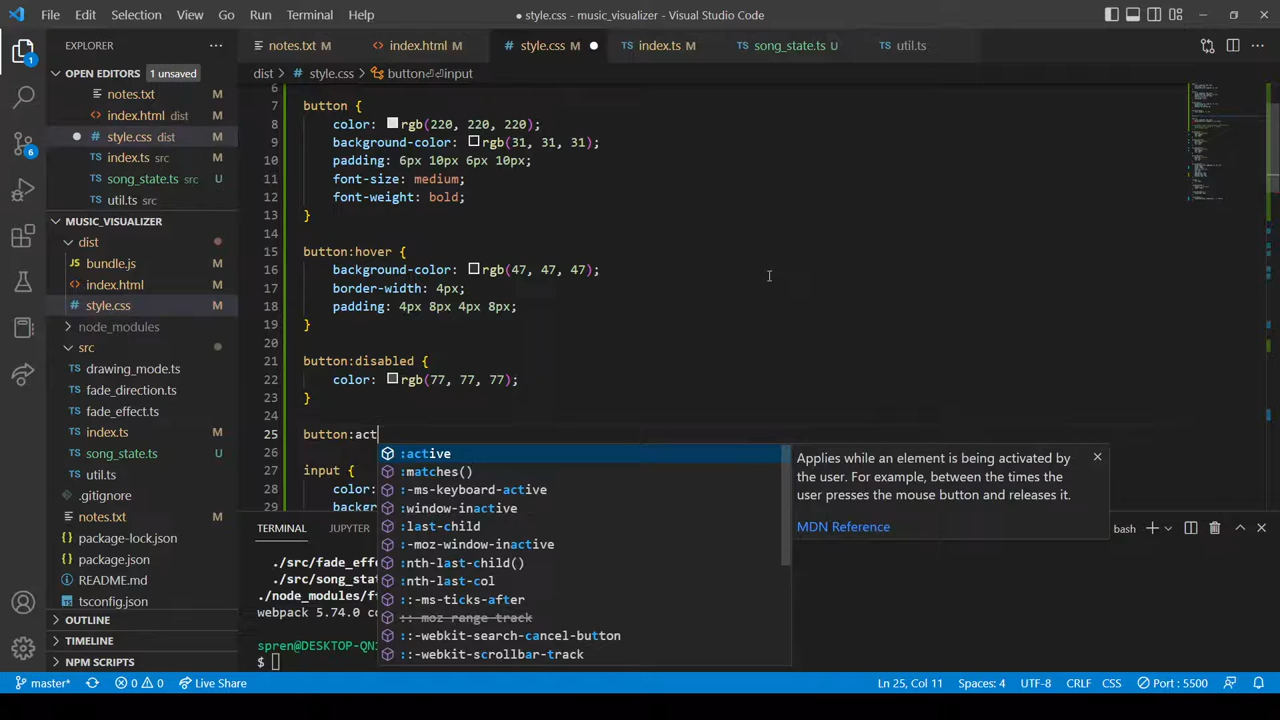 File Edit Selection View Go Run Terminal Help
● style.css - music_visualizer - Visual Studio Code
EXPLORER
notes.txt M
index.html M
style.css M
index.ts M
song_state.ts U
util.ts
OPEN EDITORS 1 unsaved
dist > style.css > button⏎⏎input
notes.txt M
index.html dist M
style.css dist M
index.ts src M
song_state.ts src U
util.ts src
MUSIC_VISUALIZER
dist
bundle.js M
index.html M
style.css M
node_modules
src
drawing_mode.ts
fade_direction.ts
fade_effect.ts
index.ts M
song_state.ts U
util.ts
.gitignore
notes.txt M
package-lock.json
package.json
README.md
tsconfig.json
OUTLINE
TIMELINE
NPM SCRIPTS
1
6
6
7 button {
8 color: rgb(220, 220, 220);
9 background-color: rgb(31, 31, 31);
10 padding: 6px 10px 6px 10px;
11 font-size: medium;
12 font-weight: bold;
13 }
14
15 button:hover {
16 background-color: rgb(47, 47, 47);
17 border-width: 4px;
18 padding: 4px 8px 4px 8px;
19 }
20
21 button:disabled {
22 color: rgb(77, 77, 77);
23 }
24
25 button:act
26
27 input {
28 color:
29
:active
:matches()
:-ms-keyboard-active
:window-inactive
:last-child
:-moz-window-inactive
:nth-last-child()
:nth-last-col
::-ms-ticks-after
::-moz-range-track
::-webkit-search-cancel-button
::-webkit-scrollbar-track
Applies while an element is being activated by
the user. For example, between the times the
user presses the mouse button and releases it.
MDN Reference
TERMINAL JUPYTER
bash
./src/fade_effe
./src/song_stat
./node_modules/f
webpack 5.74.0 co
spren@DESKTOP-QN
$
master* 0 0 Live Share
Ln 25, Col 11 Spaces: 4 UTF-8 CRLF CSS Port : 5500